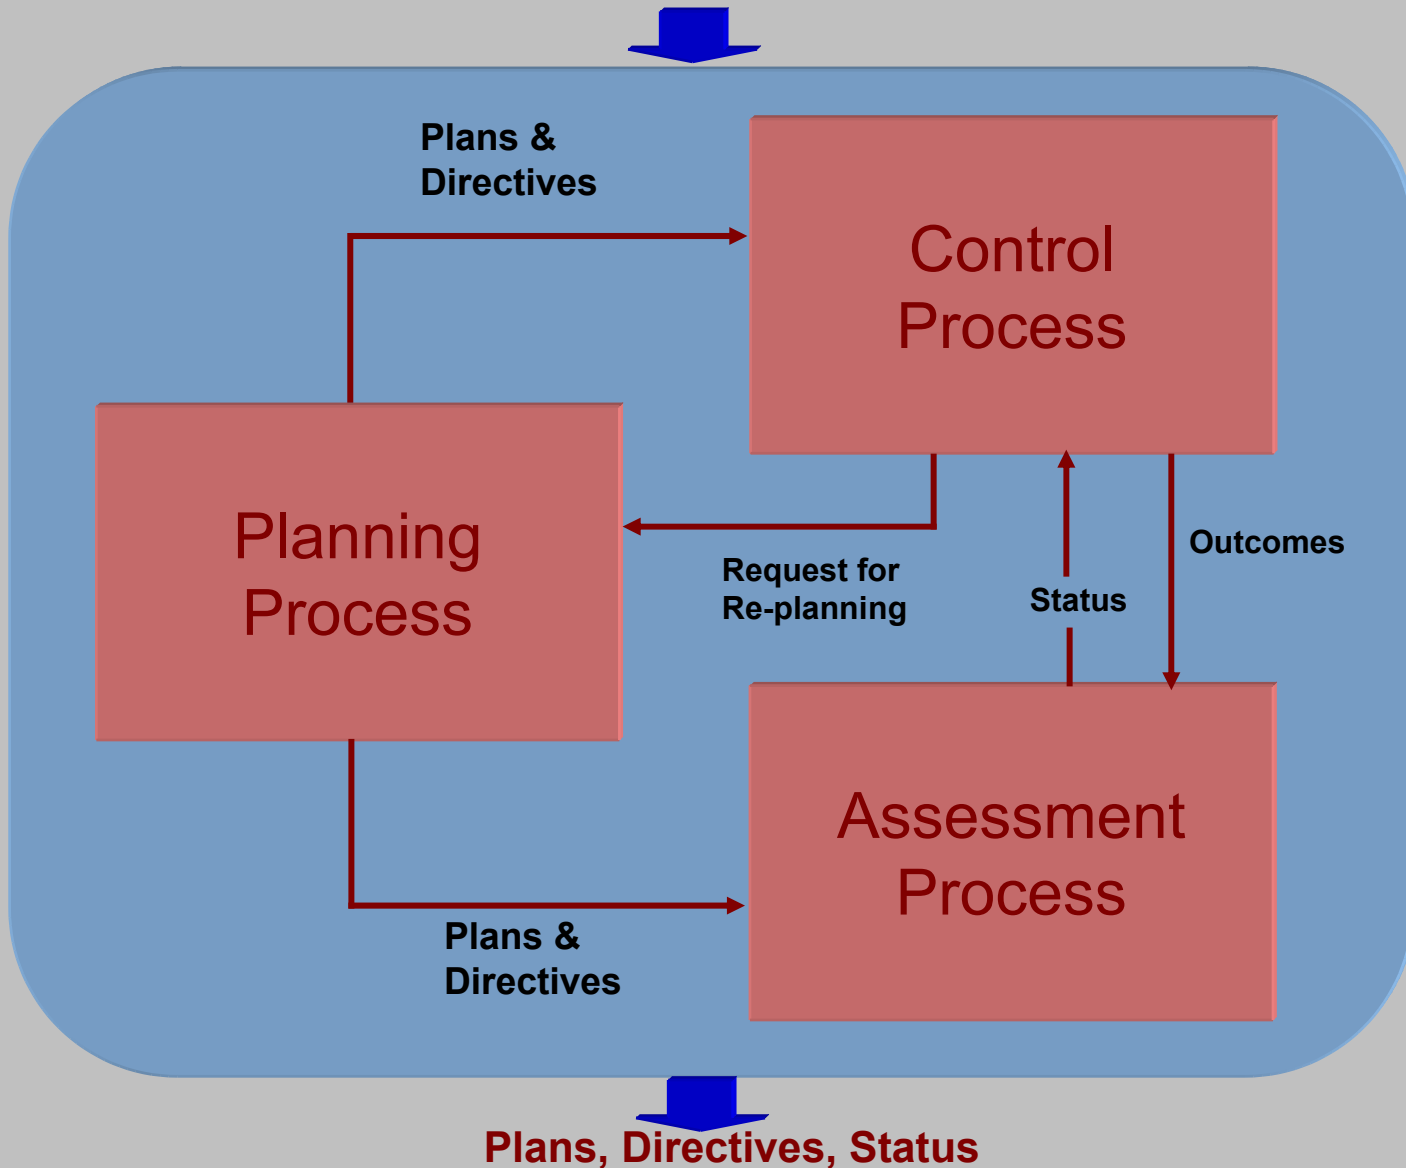 Plans &
Directives
Control
Process
Planning
Process
Request for
Re-planning
Status
Outcomes
Assessment
Process
Plans &
Directives
Plans, Directives, Status